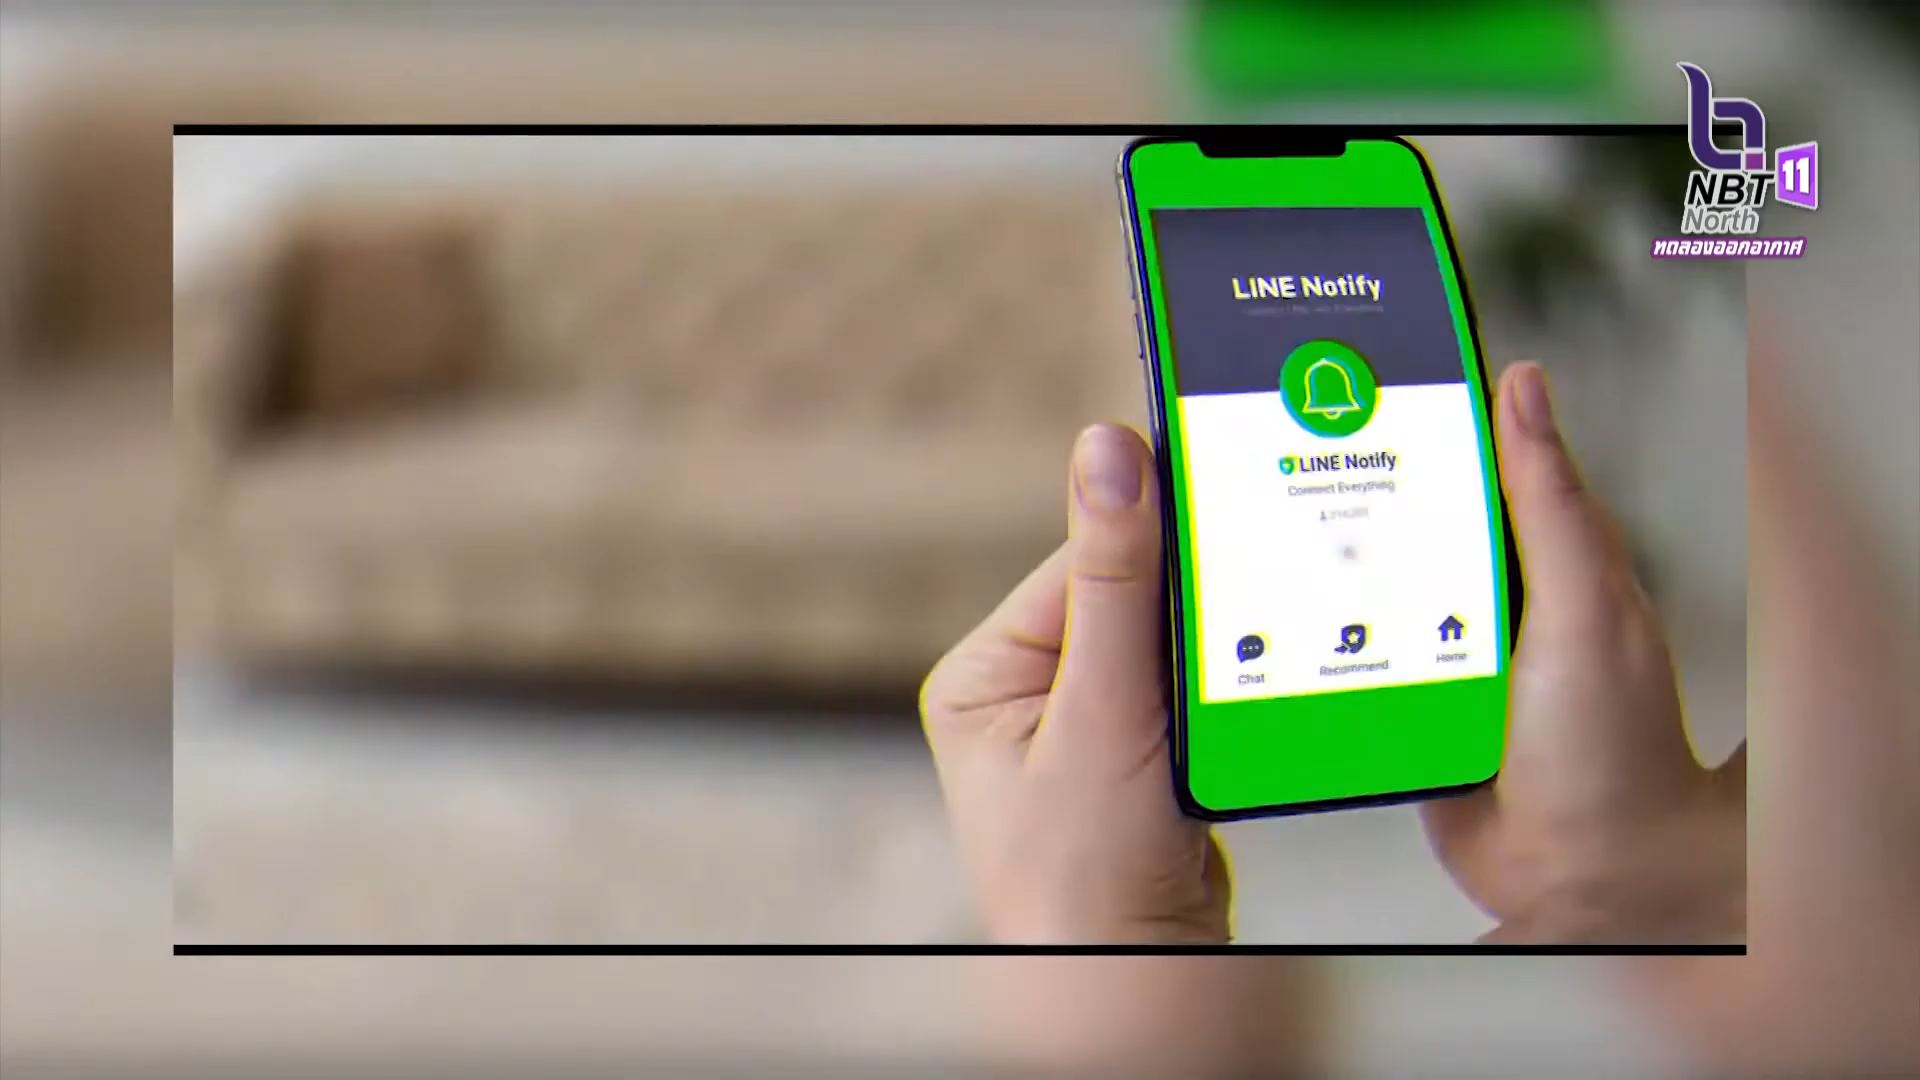 NBT
11
North
ทดลองออกอากาศ
LINE Notify
LINE Notify
Connect Everything
Chat
Recommend
Home